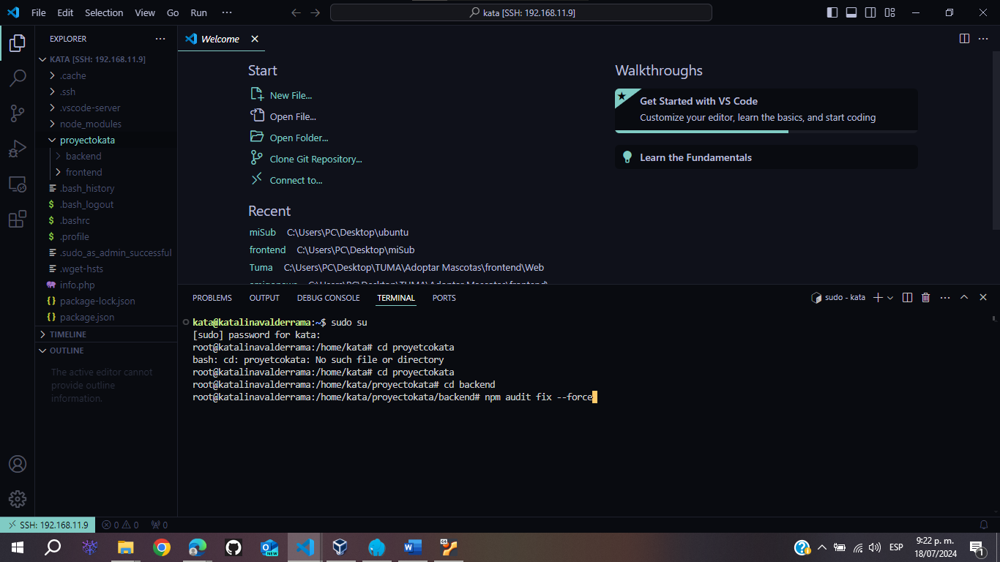 File Edit Selection View Go Run ···
kata [SSH: 192.168.11.9]
EXPLORER
KATA [SSH: 192.168.11.9]
.cache
.ssh
.vscode-server
node_modules
proyectokata
backend
frontend
.bash_history
.bash_logout
.bashrc
.profile
.sudo_as_admin_successful
.wget-hsts
info.php
package-lock.json
package.json
TIMELINE
OUTLINE
The active editor cannot
provide outline
information.
Welcome
Start
New File...
Open File...
Open Folder...
Clone Git Repository...
Connect to...
Recent
miSub C:\Users\PC\Desktop\ubuntu
frontend C:\Users\PC\Desktop\miSub
Tuma C:\Users\PC\Desktop\TUMA\Adoptar Mascotas\frontend\Web
Walkthroughs
Get Started with VS Code
Customize your editor, learn the basics, and start coding
Learn the Fundamentals
PROBLEMS OUTPUT DEBUG CONSOLE TERMINAL PORTS
sudo - kata
kata@katalinavalderrama:~$ sudo su
[sudo] password for kata:
root@katalinavalderrama:/home/kata# cd proyetcokata
bash: cd: proyetcokata: No such file or directory
root@katalinavalderrama:/home/kata# cd proyectokata
root@katalinavalderrama:/home/kata/proyectokata# cd backend
root@katalinavalderrama:/home/kata/proyectokata/backend# npm audit fix --force
SSH: 192.168.11.9 0 0 0
ESP
9:22 p. m.
18/07/2024
1